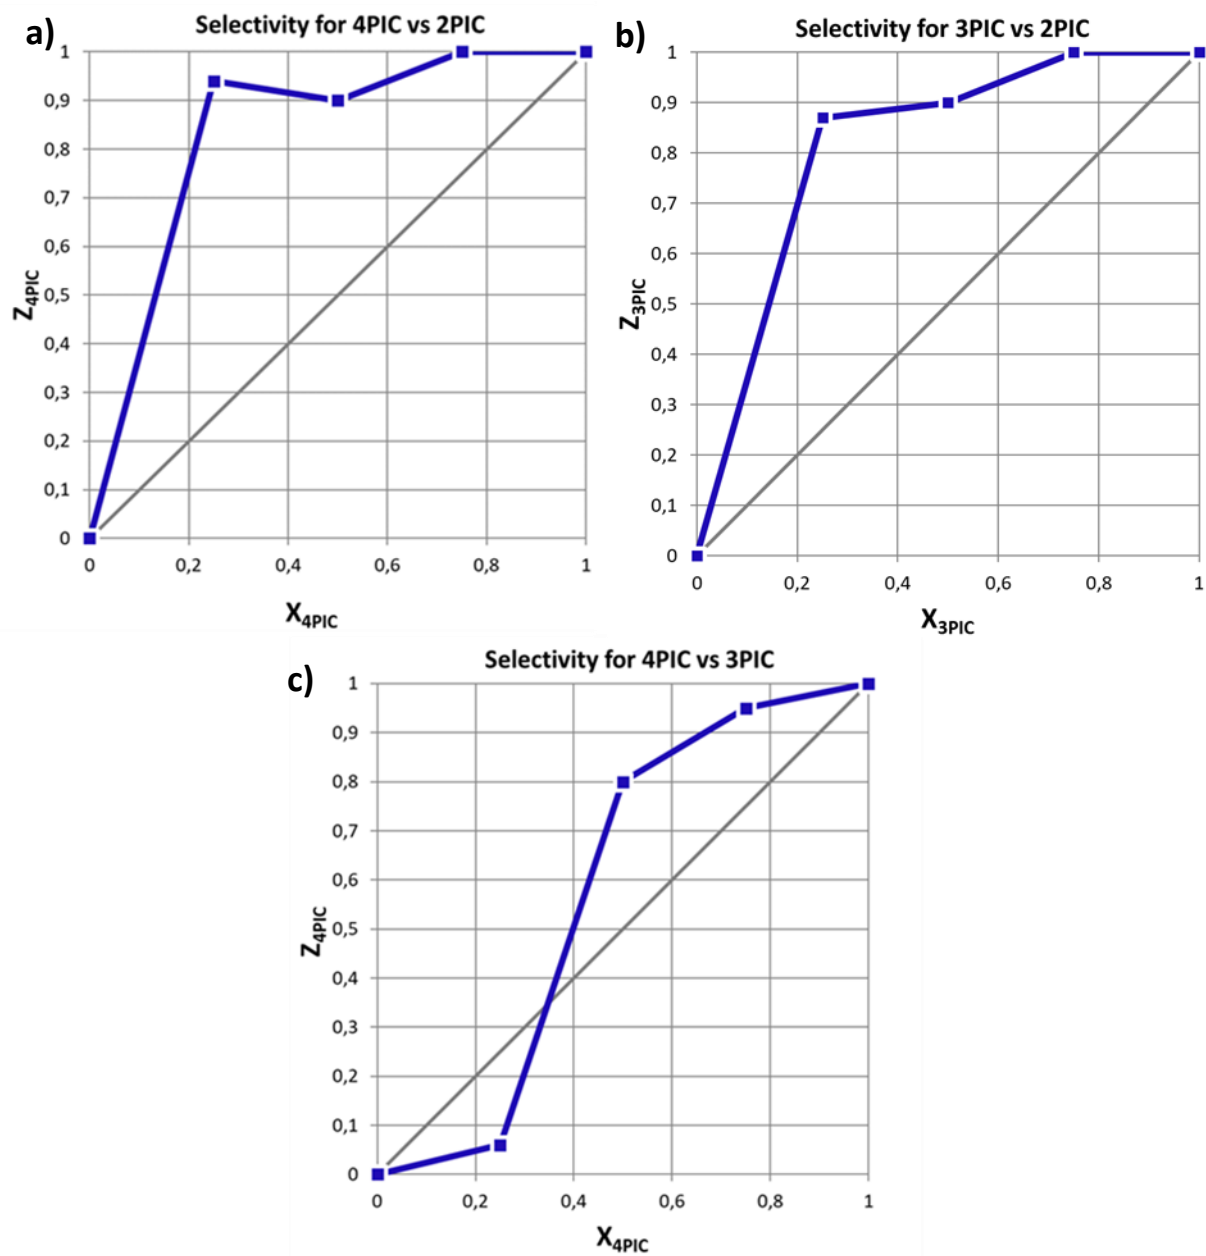 a)
Selectivity for 4PIC vs 2PIC
1
0,9
0,8
0,7
0,6
0,5
0,4
0,3
0,2
0,1
0
Z4PIC
0 0,2 0,4 0,6 0,8 1
X4PIC
b)
Selectivity for 3PIC vs 2PIC
1
0,9
0,8
0,7
0,6
0,5
0,4
0,3
0,2
0,1
0
Z3PIC
0 0,2 0,4 0,6 0,8 1
X3PIC
c)
Selectivity for 4PIC vs 3PIC
1
0,9
0,8
0,7
0,6
0,5
0,4
0,3
0,2
0,1
0
Z4PIC
0 0,2 0,4 0,6 0,8 1
X4PIC